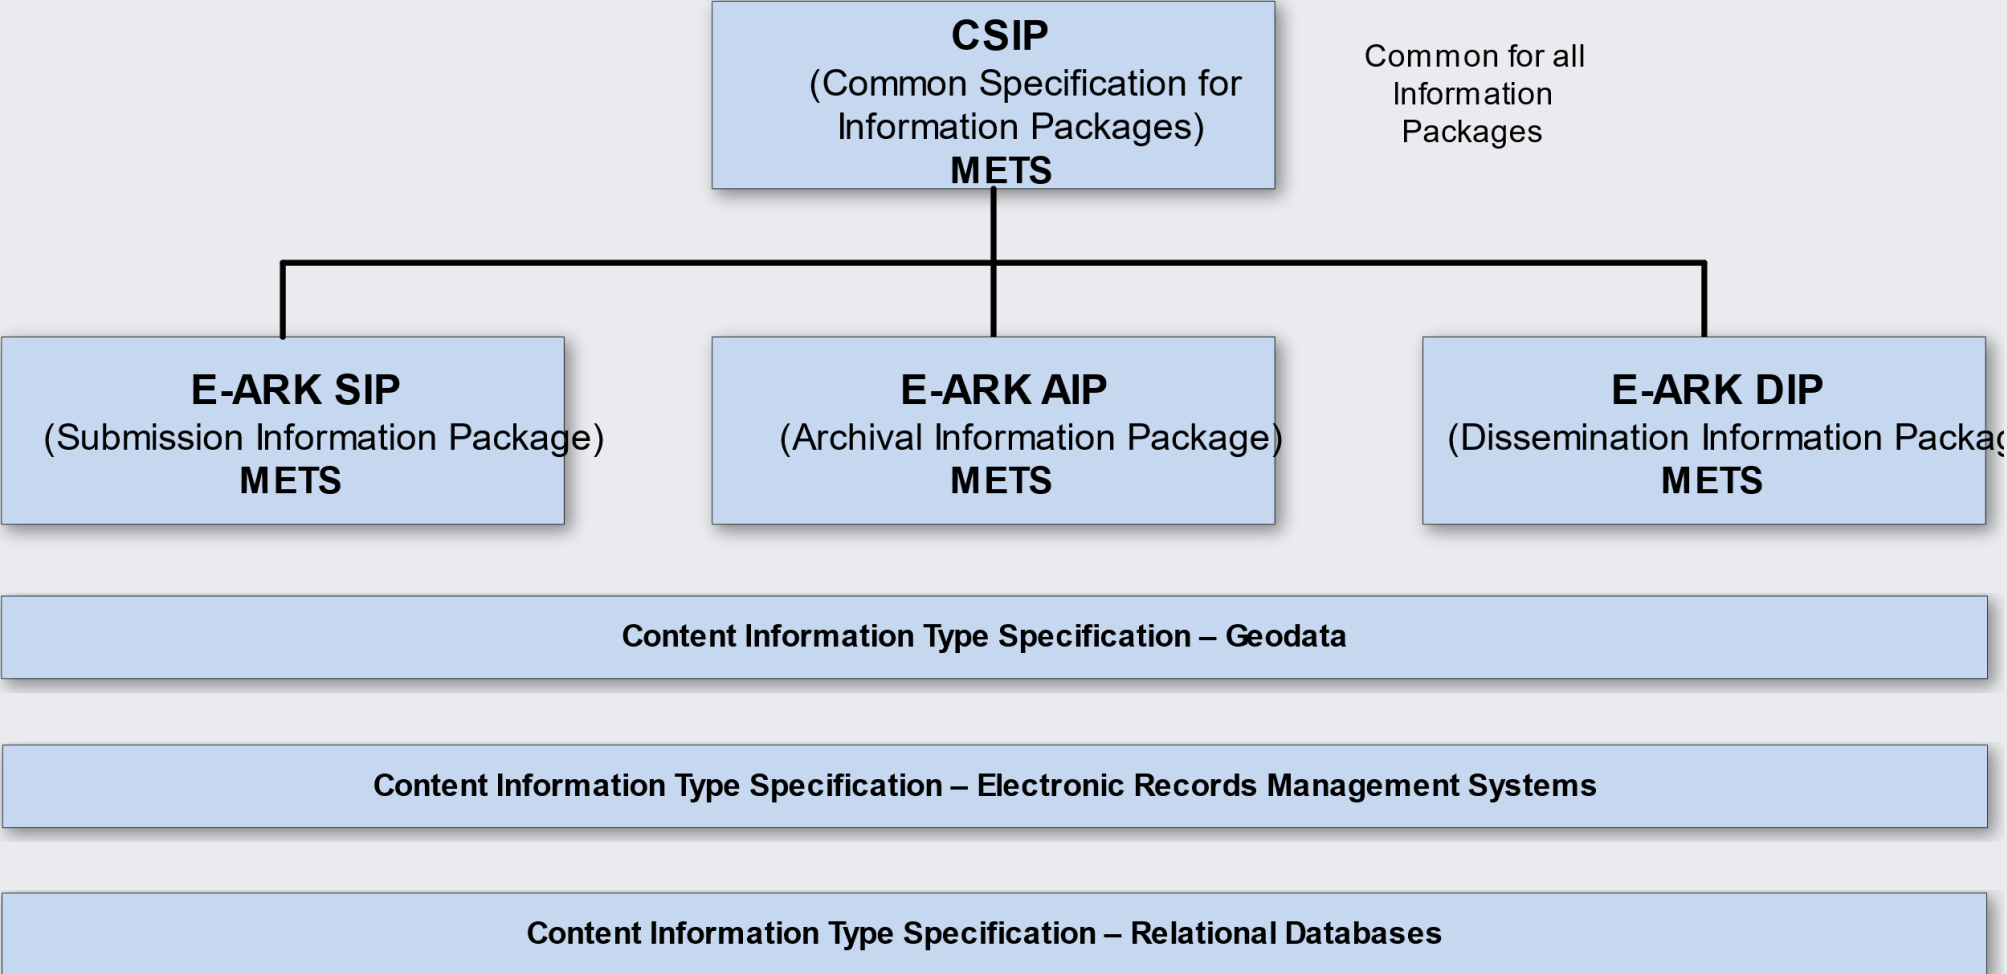 CSIP
(Common Specification for
Information Packages)
METS
Common for all
Information
Packages
E-ARK SIP
(Submission Information Package)
METS
E-ARK AIP
(Archival Information Package)
METS
E-ARK DIP
(Dissemination Information
METS
Content Information Type Specification – Geodata
Content Information Type Specification – Electronic Records Management Systems
Content Information Type Specification – Relational Databases